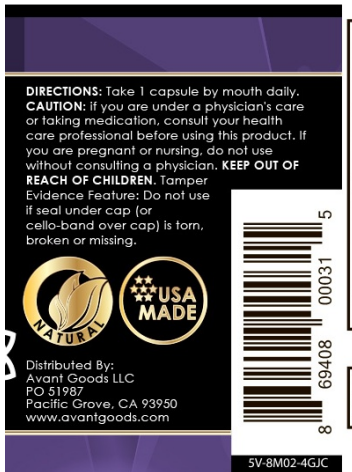 DIRECTIONS: Take 1 capsule by mouth daily.
CAUTION: if you are under a physician's care
or taking medication, consult your health
care professional before using this product. If
you are pregnant or nursing, do not use
without consulting a physician. KEEP OUT OF
REACH OF CHILDREN. Tamper
Evidence Feature: Do not use
if seal under cap (or
cello-band over cap) is torn,
broken or missing.
NATURAL
USA
MADE
Distributed By:
Avant Goods LLC
PO 51987
Pacific Grove, CA 93950
www.avantgoods.com
8 69408 00031 5
5V-8M02-4GJC